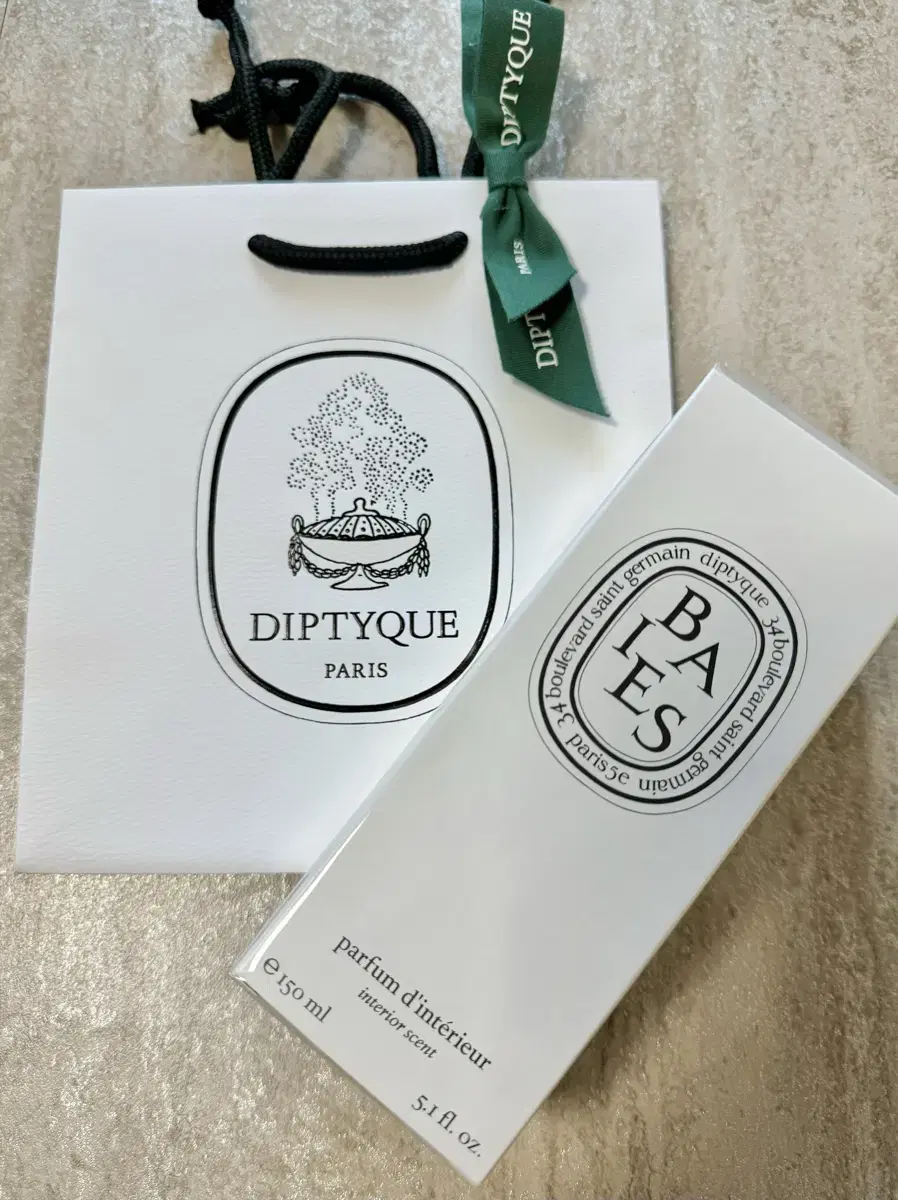 DIPTYQUE
PARIS
DIPT
DIPTYQUE
PARIS
34 boulevard saint germain diptyque 34 boulevard saint germain paris 5e
BA
IES
parfum d'intérieur
interior scent
e 150 ml
5.1 fl. oz.